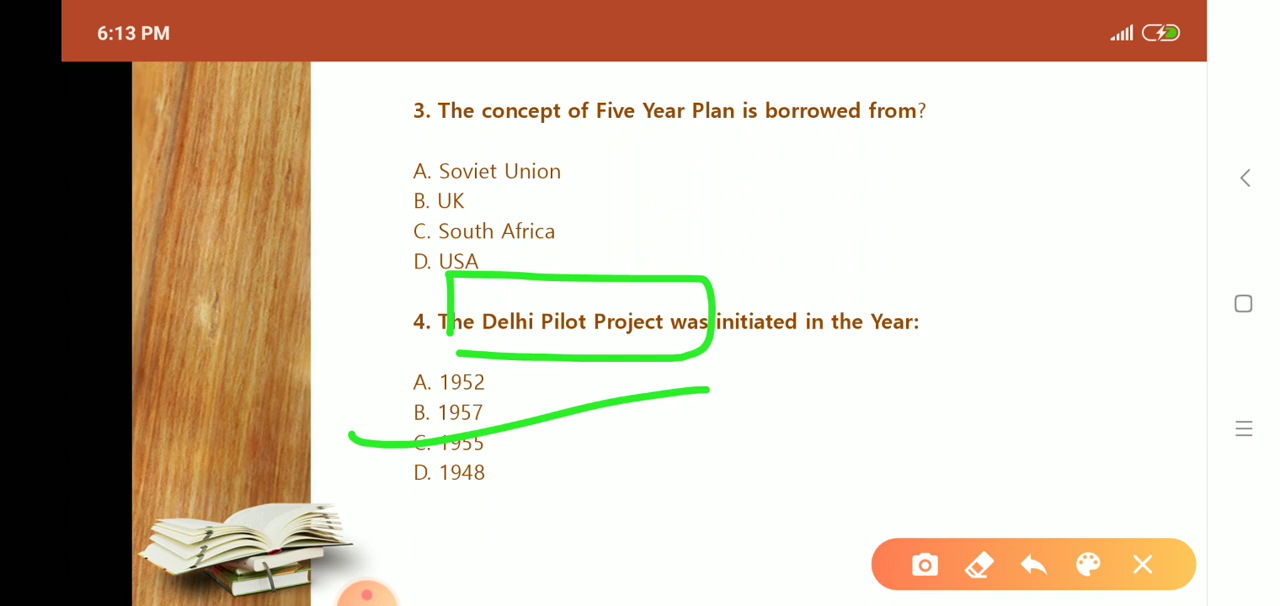 6:13 PM
3. The concept of Five Year Plan is borrowed from?
A. Soviet Union
B. UK
C. South Africa
D. USA
4. The Delhi Pilot Project was initiated in the Year:
A. 1952
B. 1957
C. 1955
D. 1948